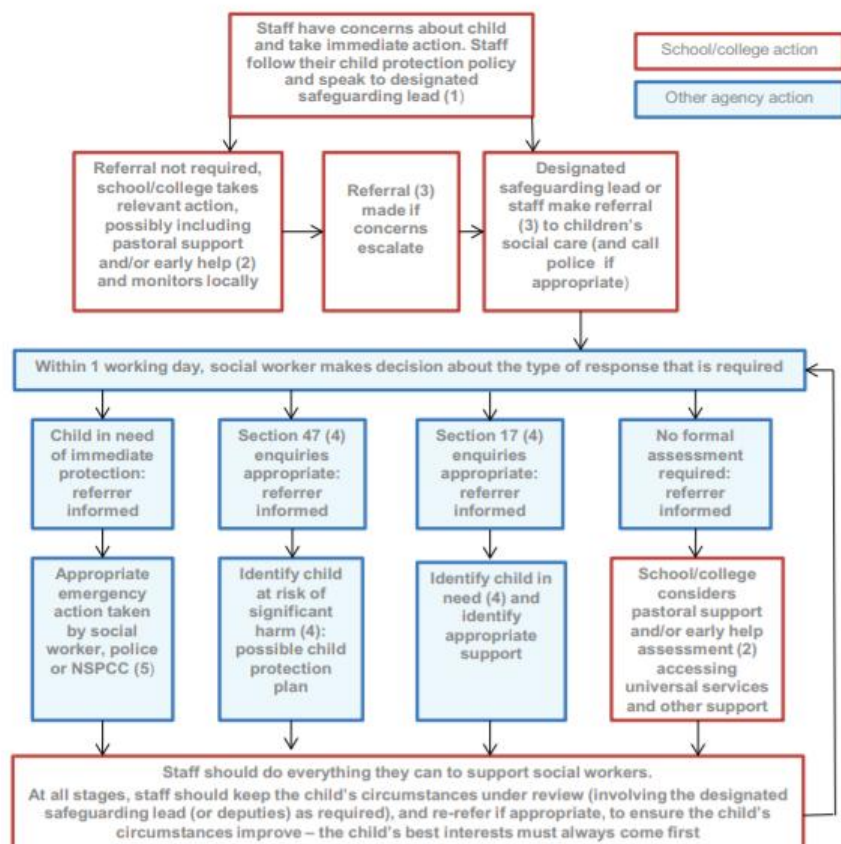 Staff have concerns about child
and take immediate action. Staff
follow their child protection policy
and speak to designated
safeguarding lead (1)
School/college action
Other agency action
Referral not required,
school/college takes
relevant action,
possibly including
pastoral support
and/or early help (2)
and monitors locally
Referral (3)
made if
concerns
escalate
Designated
safeguarding lead or
staff make referral
(3) to children's
social care (and call
police if
appropriate)
Within 1 working day, social worker makes decision about the type of response that is required
Child in need
of immediate
protection:
referrer
informed
Section 47 (4)
enquiries
appropriate:
referrer
informed
Section 17 (4)
enquiries
appropriate:
referrer
informed
No formal
assessment
required:
referrer
informed
Appropriate
emergency
action taken
by social
worker, police
or NSPCC (5)
Identify child
at risk of
significant
harm (4):
possible child
protection
plan
Identify child in
need (4) and
identify
appropriate
support
School/college
considers
pastoral support
and/or early help
assessment (2)
accessing
universal services
and other support
Staff should do everything they can to support social workers.
At all stages, staff should keep the child's circumstances under review (involving the designated
safeguarding lead (or deputies) as required), and re-refer if appropriate, to ensure the child's
circumstances improve – the child's best interests must always come first